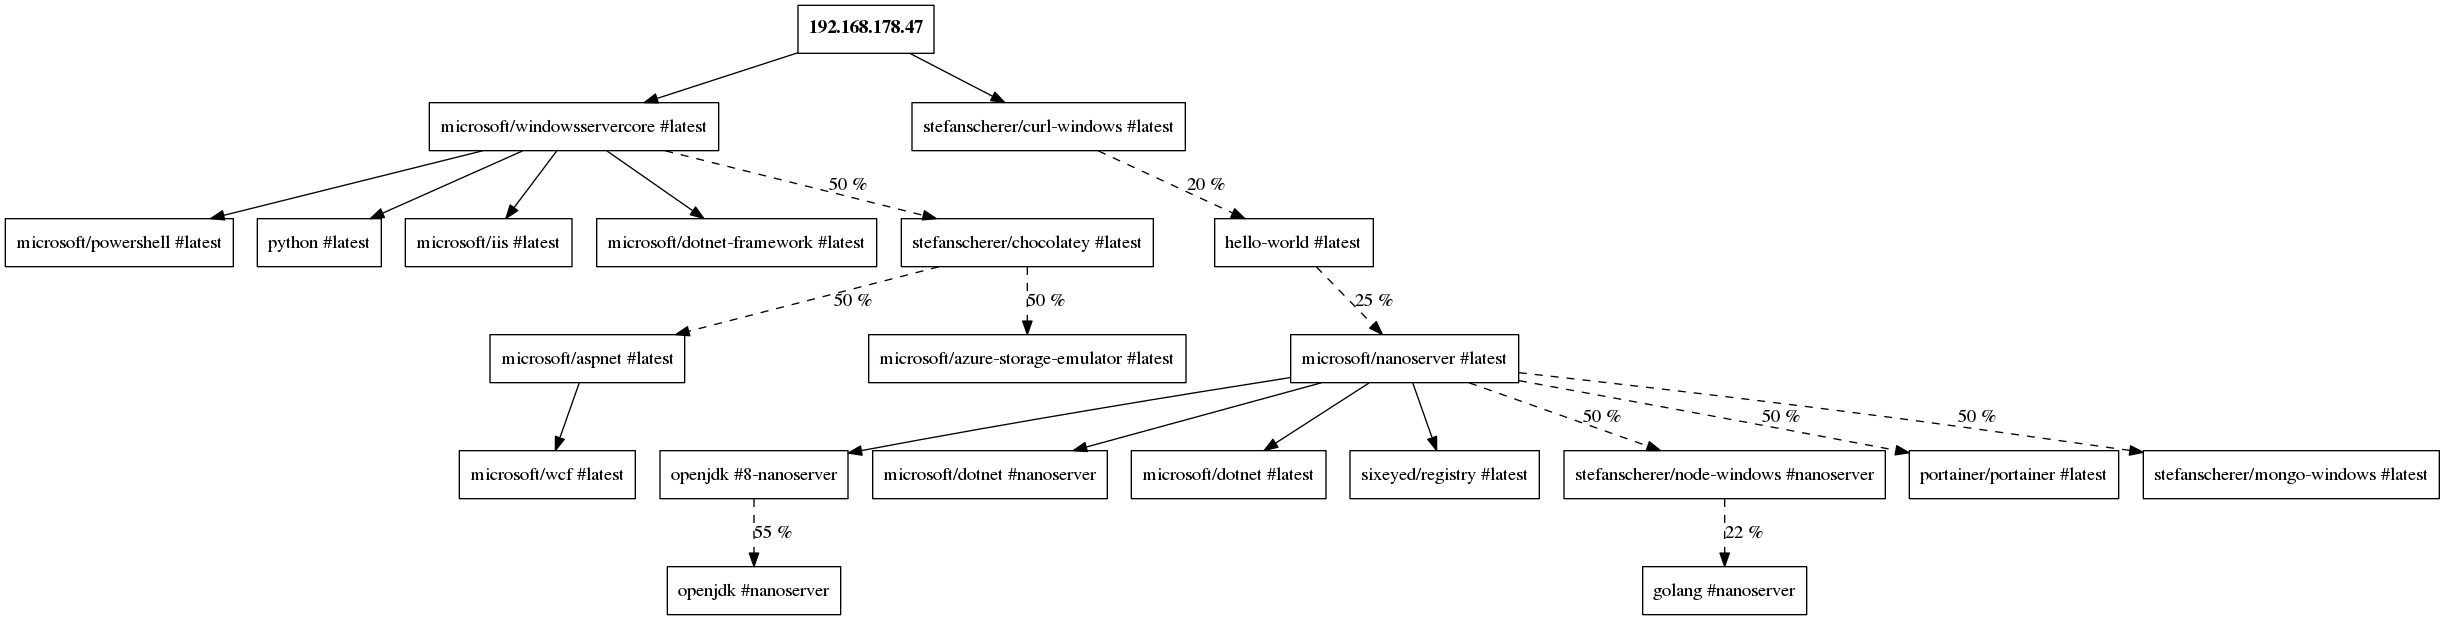 192.168.178.47
microsoft/windowsservercore #latest
stefanscherer/curl-windows #latest
50 %
20 %
microsoft/powershell #latest
python #latest
microsoft/iis #latest
microsoft/dotnet-framework #latest
stefanscherer/chocolatey #latest
hello-world #latest
50 %
50 %
25 %
microsoft/aspnet #latest
microsoft/azure-storage-emulator #latest
microsoft/nanoserver #latest
50 %
50 %
50 %
microsoft/wcf #latest
openjdk #8-nanoserver
microsoft/dotnet #nanoserver
microsoft/dotnet #latest
sixeyed/registry #latest
stefanscherer/node-windows #nanoserver
portainer/portainer #latest
stefanscherer/mongo-windows #latest
55 %
22 %
openjdk #nanoserver
golang #nanoserver